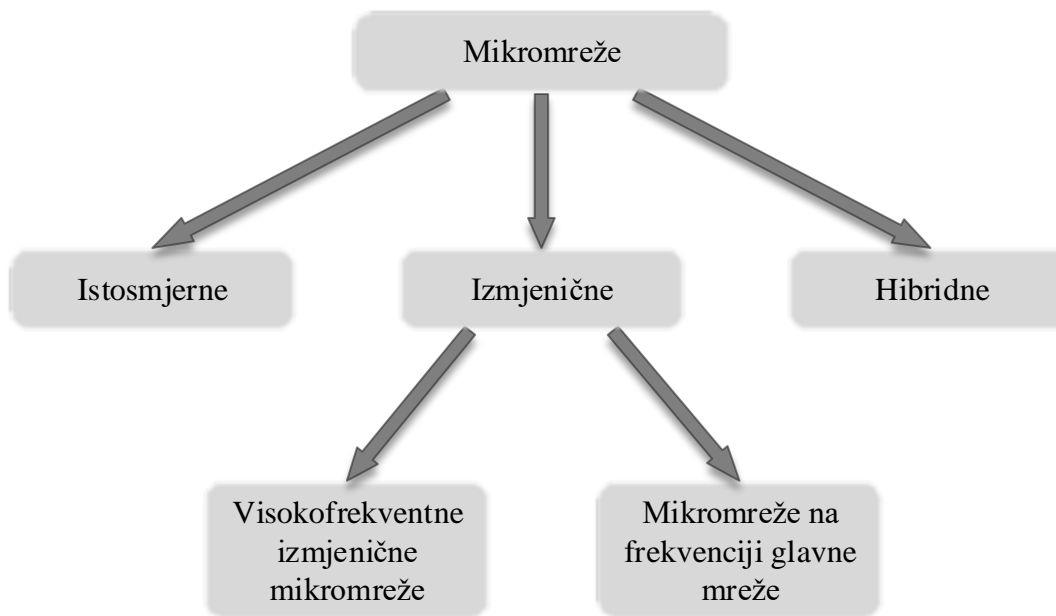 Mikromreže
Istosmjerne
Izmjenične
Hibridne
Visokofrekventne
izmjenične
mikromreže
Mikromreže na
frekvenciji glavne
mreže